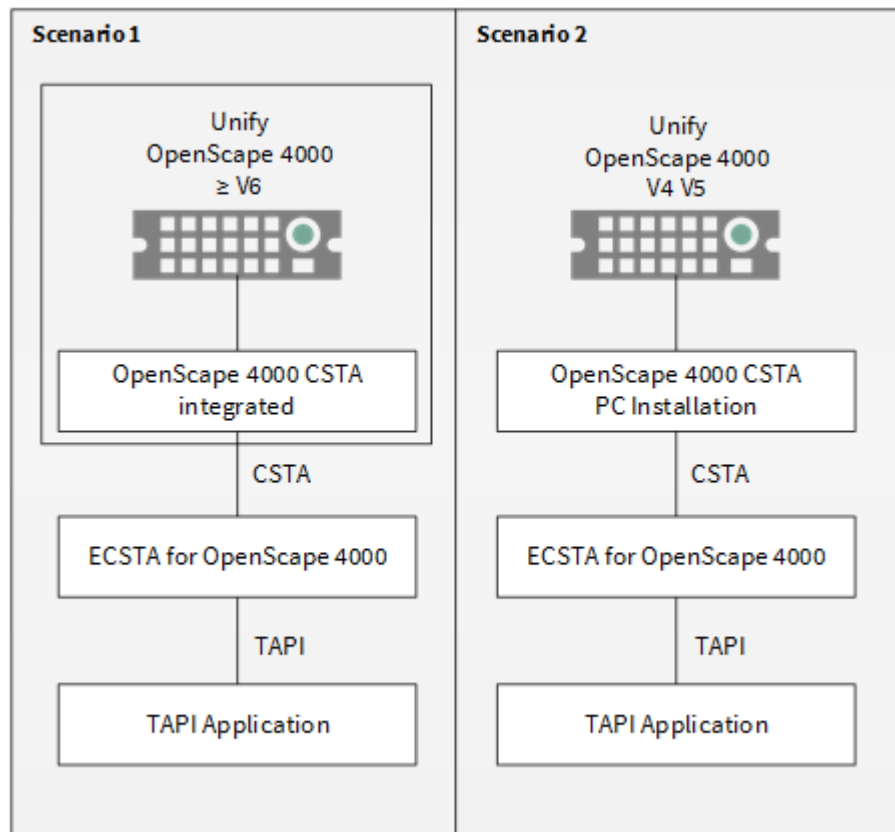 Scenario 1
Unify
OpenScape 4000
≥ V6
OpenScape 4000 CSTA
integrated
CSTA
ECSTA for OpenScape 4000
TAPI
TAPI Application
Scenario 2
Unify
OpenScape 4000
V4 V5
OpenScape 4000 CSTA
PC Installation
CSTA
ECSTA for OpenScape 4000
TAPI
TAPI Application